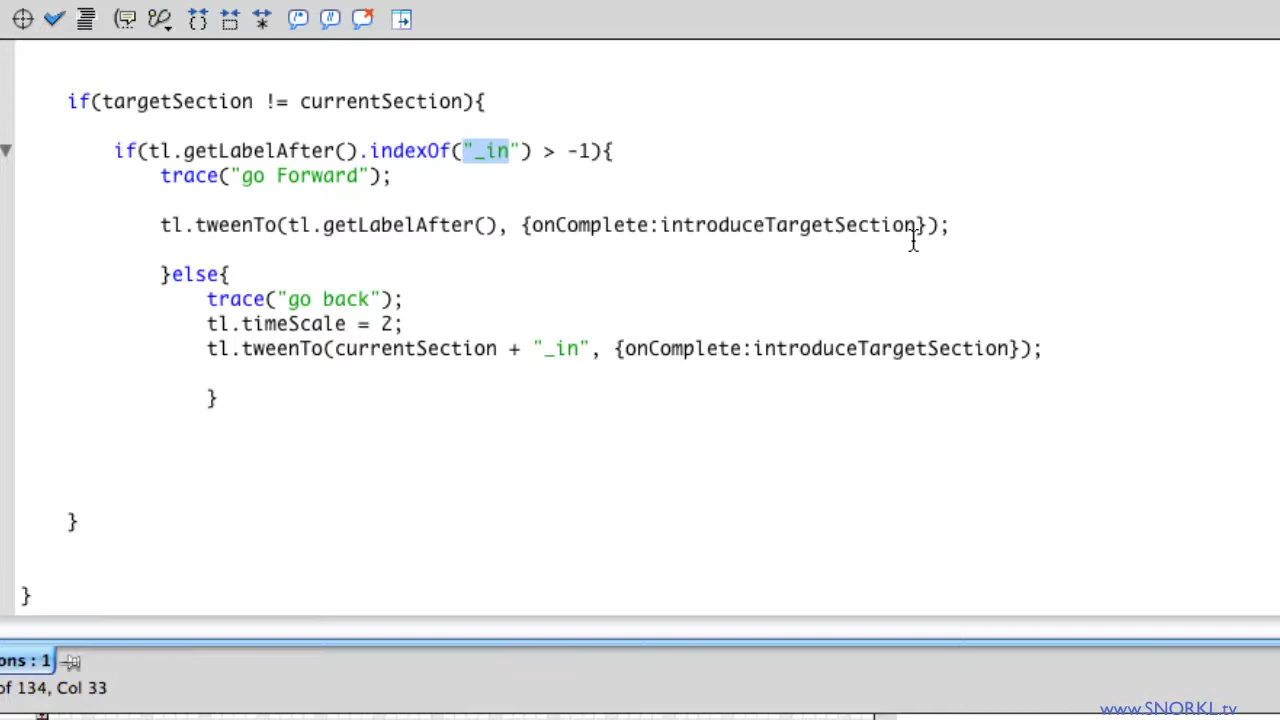 if(targetSection != currentSection){
if(tl.getLabelAfter().indexOf("_in") > -1){
trace("go Forward");
tl.tweenTo(tl.getLabelAfter(), {onComplete:introduceTargetSection});
}else{
trace("go back");
tl.timeScale = 2;
tl.tweenTo(currentSection + "_in", {onComplete:introduceTargetSection});
}
}
}
ons : 1
of 134, Col 33
www.SNORKL.tv